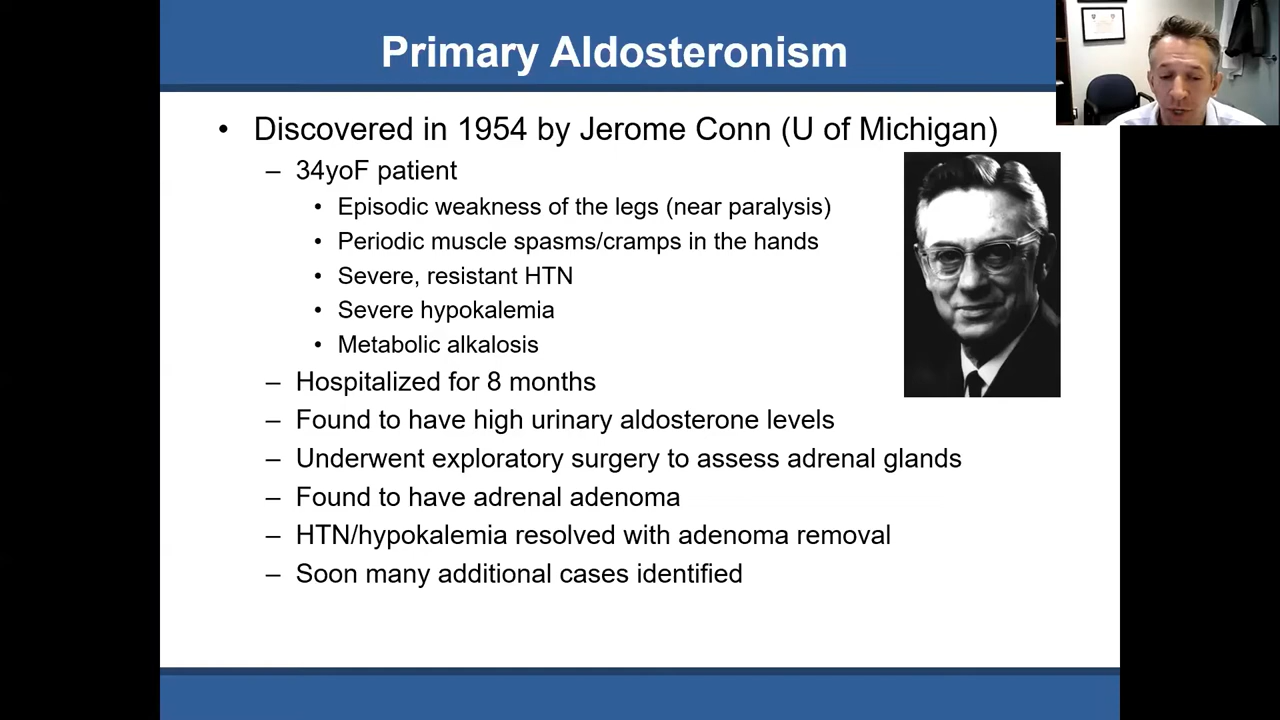 Primary Aldosteronism
• Discovered in 1954 by Jerome Conn (U of Michigan)
– 34yoF patient
• Episodic weakness of the legs (near paralysis)
• Periodic muscle spasms/cramps in the hands
• Severe, resistant HTN
• Severe hypokalemia
• Metabolic alkalosis
– Hospitalized for 8 months
– Found to have high urinary aldosterone levels
– Underwent exploratory surgery to assess adrenal glands
– Found to have adrenal adenoma
– HTN/hypokalemia resolved with adenoma removal
– Soon many additional cases identified